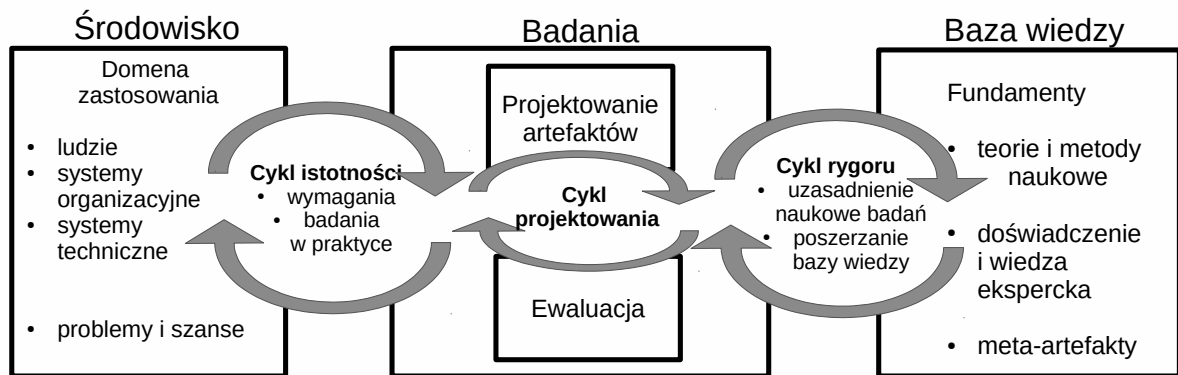 Środowisko
Domena
zastosowania
• ludzie
• systemy
organizacyjne
• systemy
techniczne
• problemy i szanse
Cykl istotności
• wymagania
• badania
w praktyce
Badania
Projektowanie
artefaktów
Cykl
projektowania
Ewaluacja
Cykl rygoru
• uzasadnienie
naukowe badań
• poszerzanie
bazy wiedzy
Baza wiedzy
Fundamenty
• teorie i metody
naukowe
• doświadczenie
i wiedza
ekspercka
• meta-artefakty